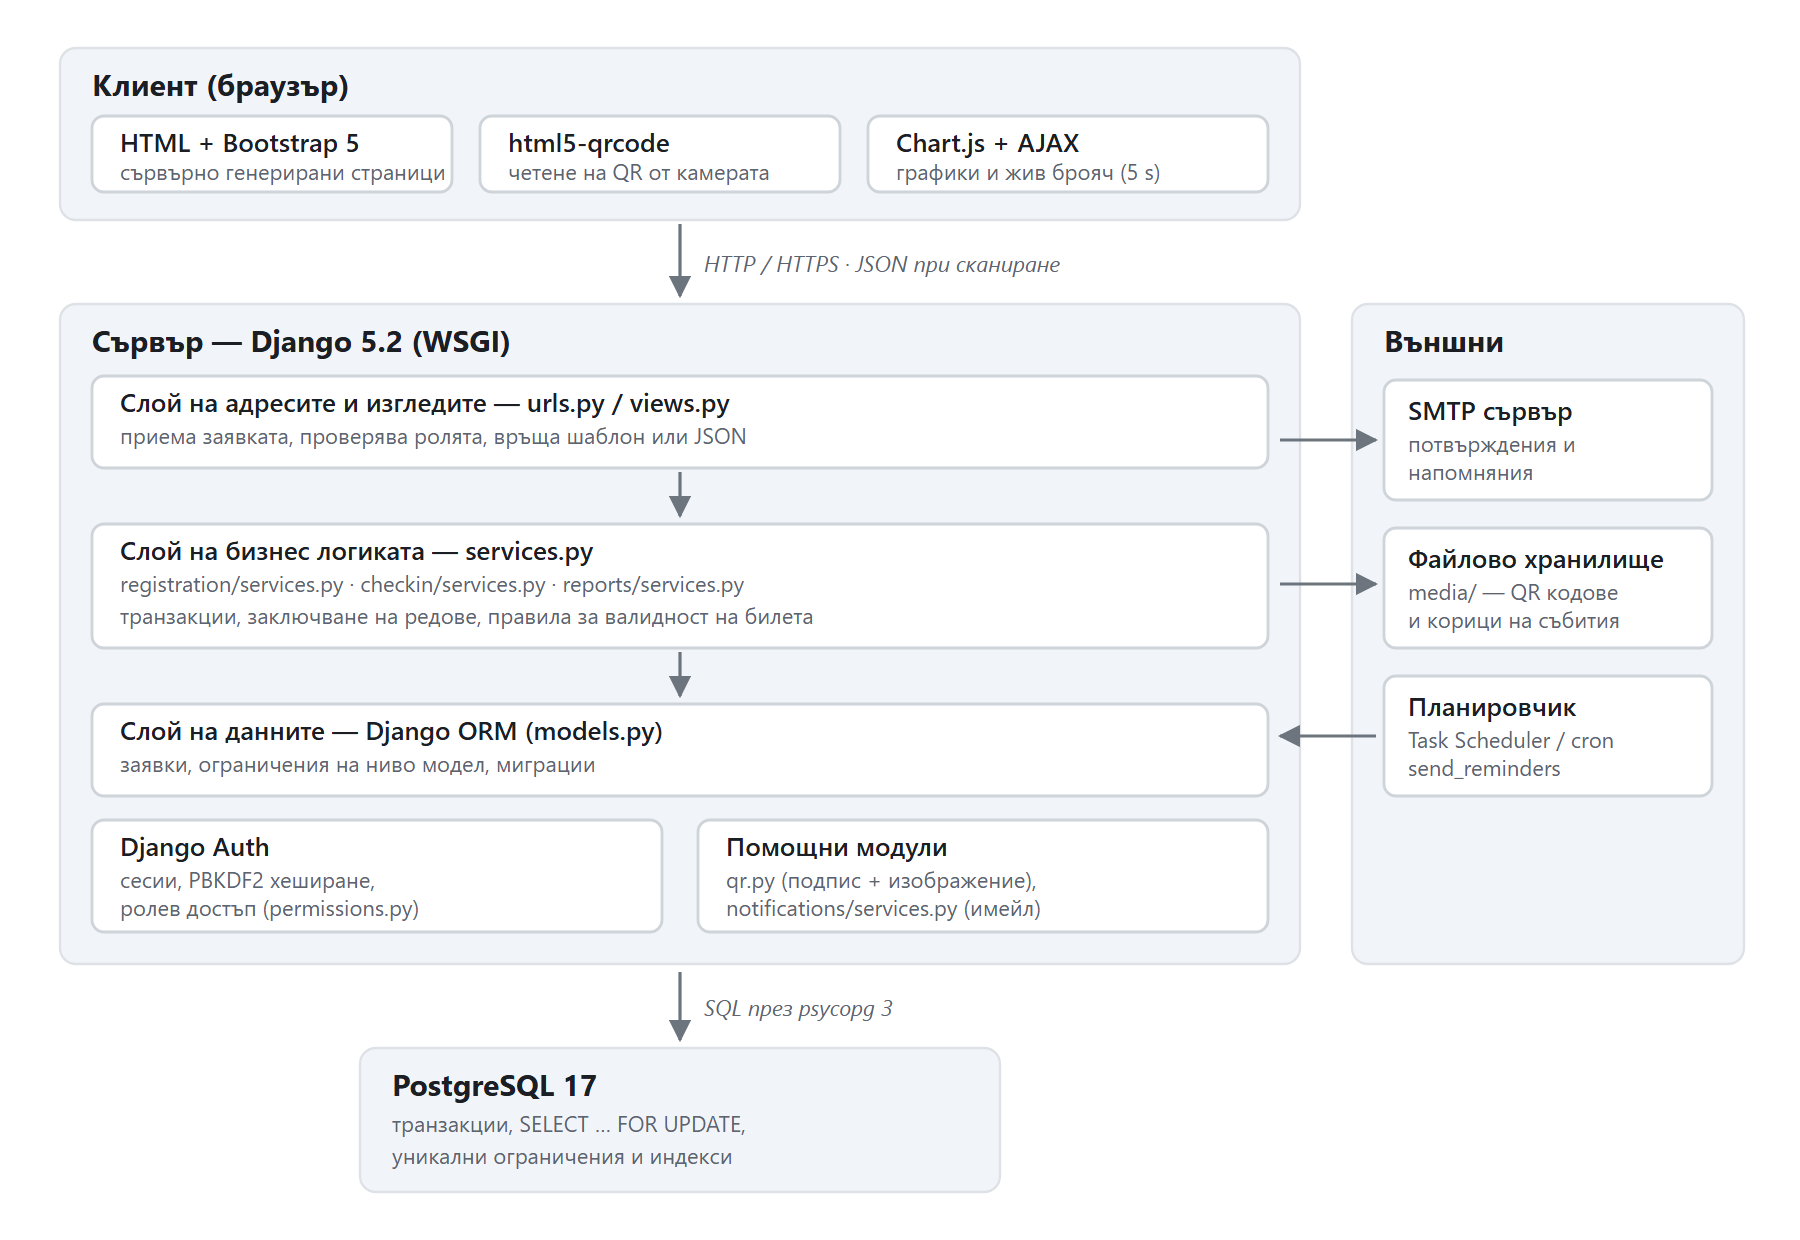 Клиент (браузър)
HTML + Bootstrap 5
сървърно генерирани страници
html5-qrcode
четене на QR от камерата
Chart.js + AJAX
графики и жив брояч (5 s)
HTTP / HTTPS · JSON при сканиране
Сървър — Django 5.2 (WSGI)
Слой на адресите и изгледите — urls.py / views.py
приема заявката, проверява ролята, връща шаблон или JSON
Слой на бизнес логиката — services.py
registration/services.py · checkin/services.py · reports/services.py
транзакции, заключване на редове, правила за валидност на билета
Слой на данните — Django ORM (models.py)
заявки, ограничения на ниво модел, миграции
Django Auth
сесии, PBKDF2 хеширане,
ролев достъп (permissions.py)
Помощни модули
qr.py (подпис + изображение),
notifications/services.py (имейл)
Външни
SMTP сървър
потвърждения и
напомняния
Файлово хранилище
media/ — QR кодове
и корици на събития
Планировчик
Task Scheduler / cron
send_reminders
SQL през psycopg 3
PostgreSQL 17
транзакции, SELECT ... FOR UPDATE,
уникални ограничения и индекси